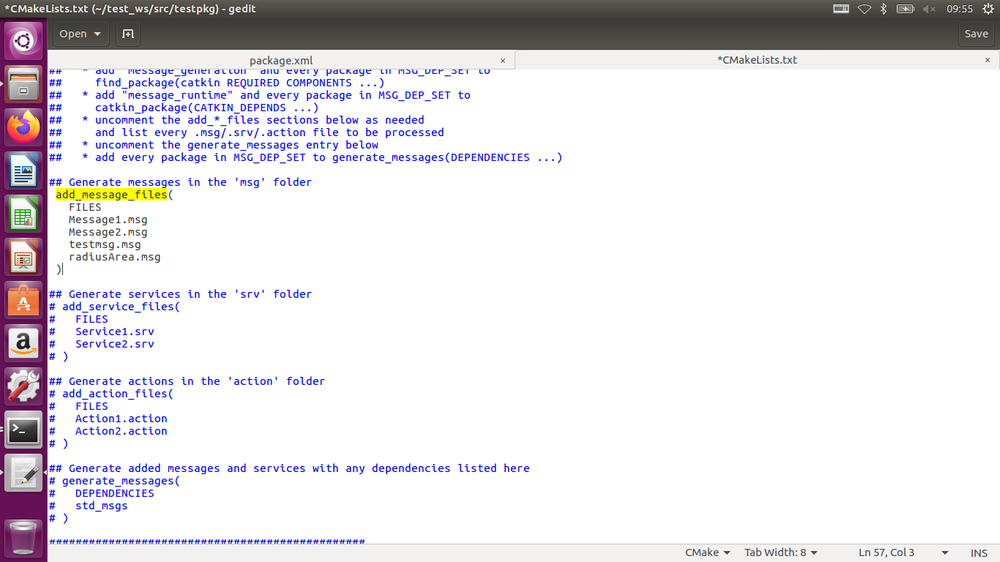 *CMakeLists.txt (~/test_ws/src/testpkg) - gedit
09:55
Open
Save
package.xml
*CMakeLists.txt
## * add "message_generation" and every package in MSG_DEP_SET to
## find_package(catkin REQUIRED COMPONENTS ...)
## * add "message_runtime" and every package in MSG_DEP_SET to
## catkin_package(CATKIN_DEPENDS ...)
## * uncomment the add_*_files sections below as needed
## and list every .msg/.srv/.action file to be processed
## * uncomment the generate_messages entry below
## * add every package in MSG_DEP_SET to generate_messages(DEPENDENCIES ...)
## Generate messages in the 'msg' folder
add_message_files(
FILES
Message1.msg
Message2.msg
testmsg.msg
radiusArea.msg
)
## Generate services in the 'srv' folder
# add_service_files(
# FILES
# Service1.srv
# Service2.srv
# )
## Generate actions in the 'action' folder
# add_action_files(
# FILES
# Action1.action
# Action2.action
# )
## Generate added messages and services with any dependencies listed here
# generate_messages(
# DEPENDENCIES
# std_msgs
# )
################################################
CMake
Tab Width: 8
Ln 57, Col 3
INS